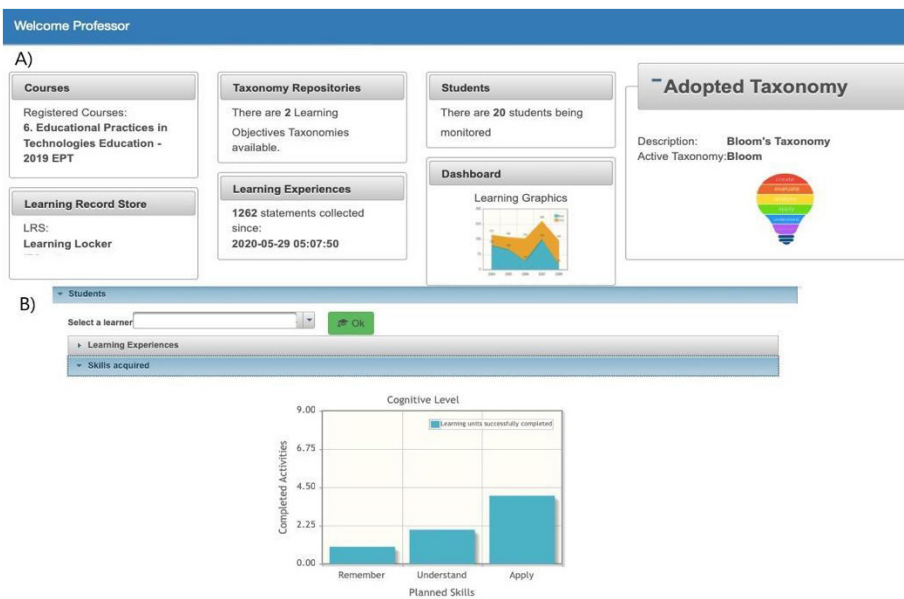 Welcome Professor
A)
Courses
Registered Courses:
6. Educational Practices in
Technologies Education -
2019 EPT
Learning Record Store
LRS:
Learning Locker
Taxonomy Repositories
There are 2 Learning
Objectives Taxonomies
available.
Learning Experiences
1262 statements collected
since:
2020-05-29 05:07:50
Students
There are 20 students being
monitored
Dashboard
Learning Graphics
Adopted Taxonomy
Description: Bloom's Taxonomy
Active Taxonomy:Bloom
create
evaluate
apply
understand
B)
Students
Select a learner
Ok
Learning Experiences
Skills acquired
Cognitive Level
Learning units successfully completed
Completed Activities
9.00
6.75
4.50
2.25
0.00
Remember Understand Apply
Planned Skills